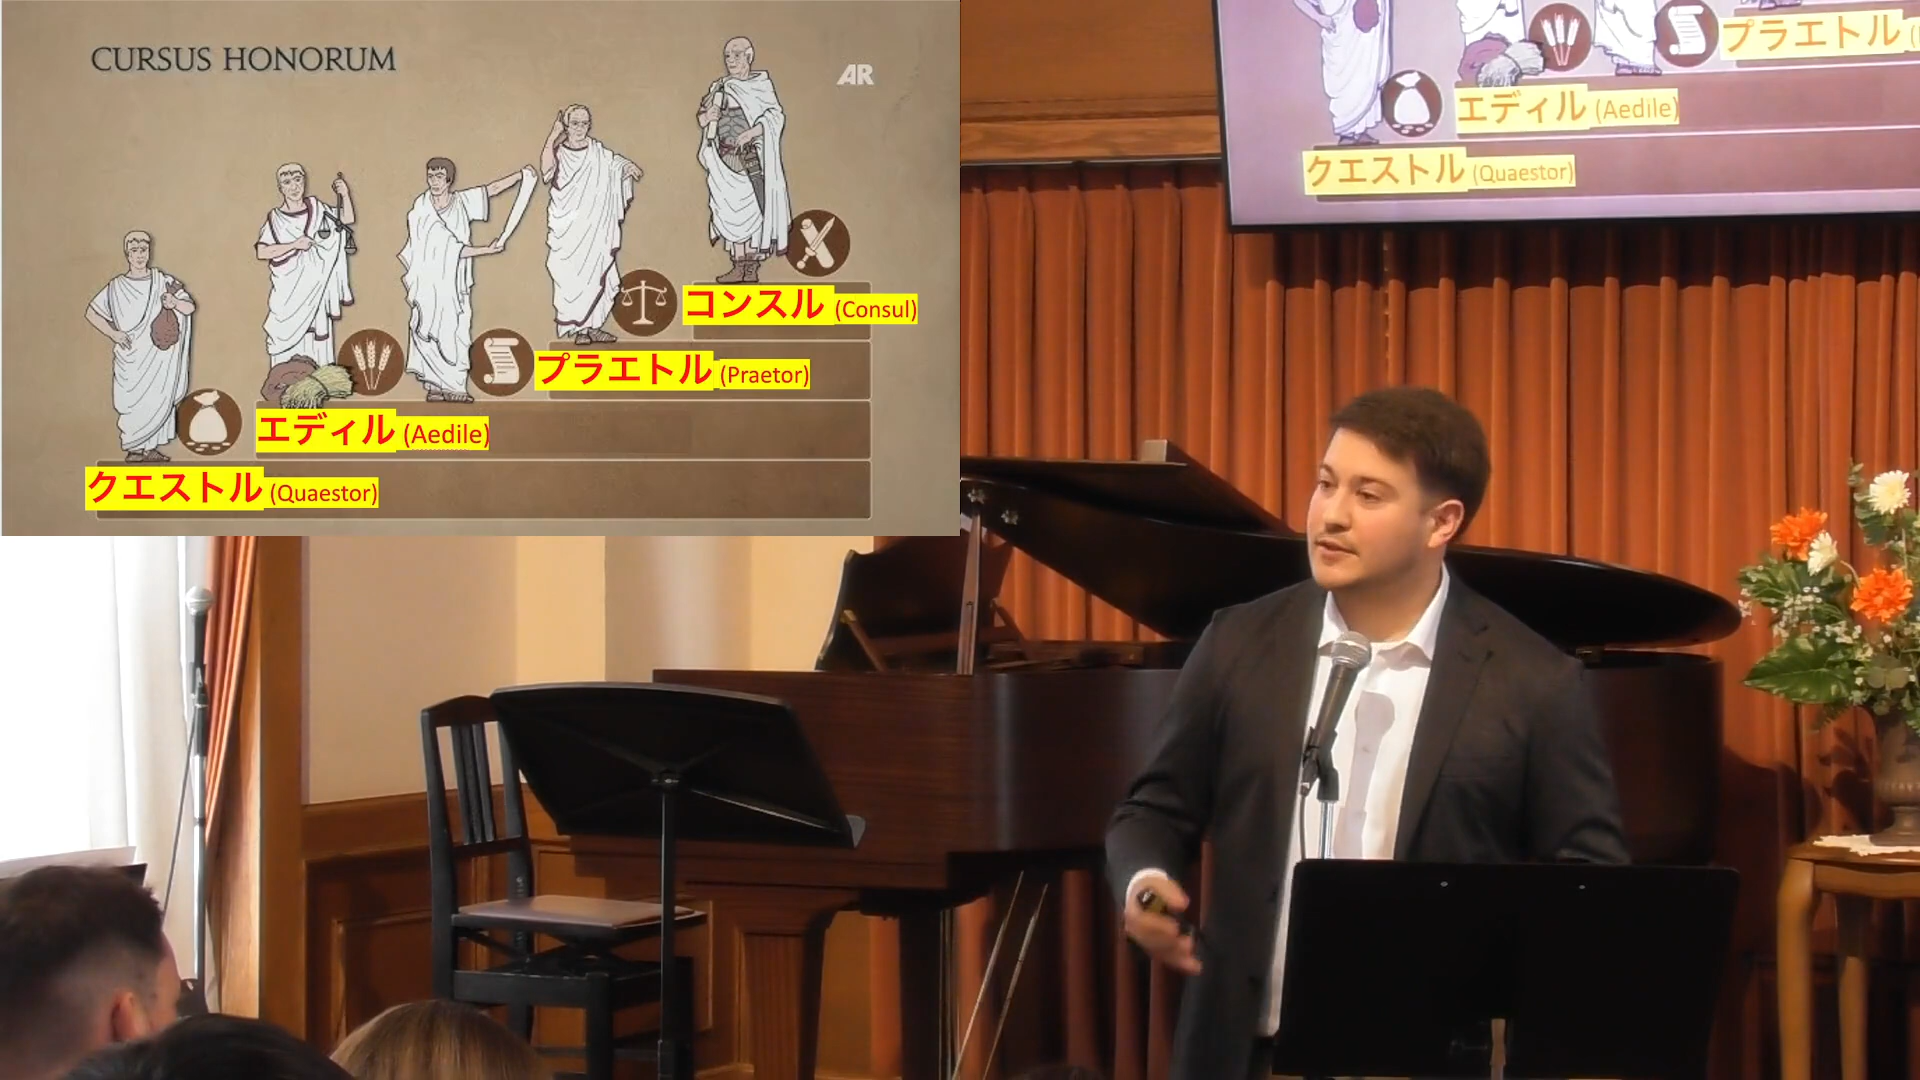 CURSUS HONORUM
AR
コンスル (Consul)
プラエトル (Praetor)
エディル (Aedile)
クエストル (Quaestor)
プラエトル (
エディル (Aedile)
クエストル (Quaestor)